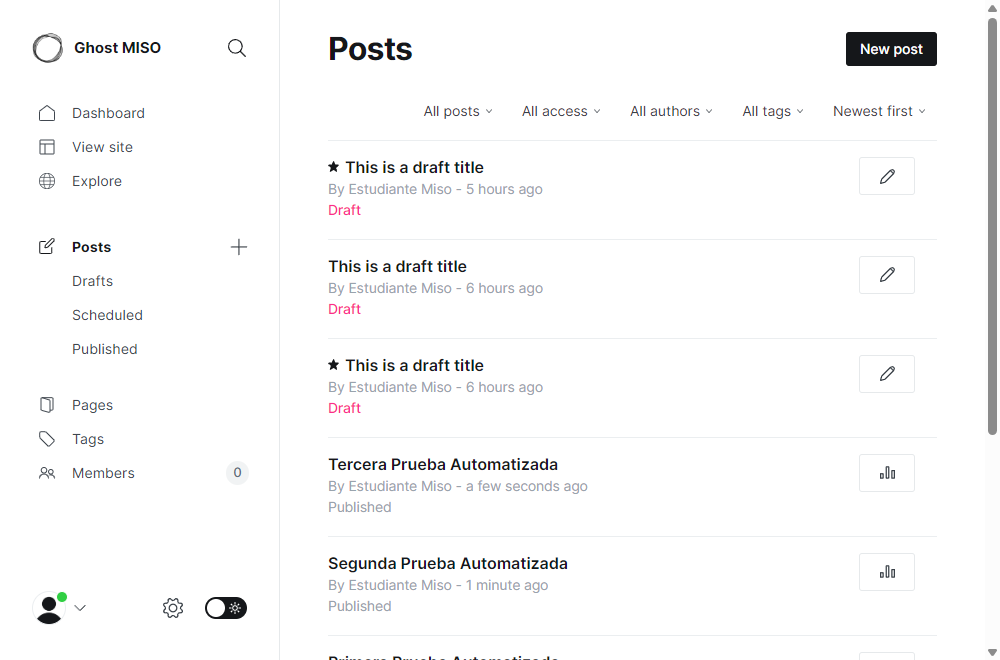 Ghost MISO
Dashboard
View site
Explore
Posts
Drafts
Scheduled
Published
Pages
Tags
Members 0
Posts
New post
All posts All access All authors All tags Newest first
This is a draft title
By Estudiante Miso - 5 hours ago
Draft
This is a draft title
By Estudiante Miso - 6 hours ago
Draft
This is a draft title
By Estudiante Miso - 6 hours ago
Draft
Tercera Prueba Automatizada
By Estudiante Miso - a few seconds ago
Published
Segunda Prueba Automatizada
By Estudiante Miso - 1 minute ago
Published
Primera Prueba Automatizada